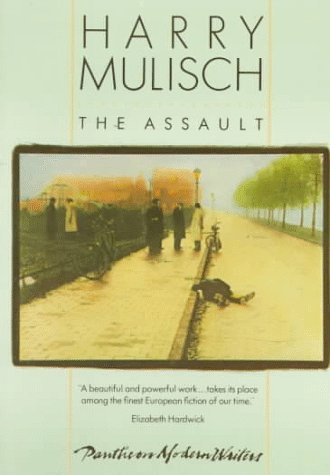 HARRY
MULISCH
THE ASSAULT
"A beautiful and powerful work...takes its place
among the finest European fiction of our time."
Elizabeth Hardwick
Pantheon Modern Writers